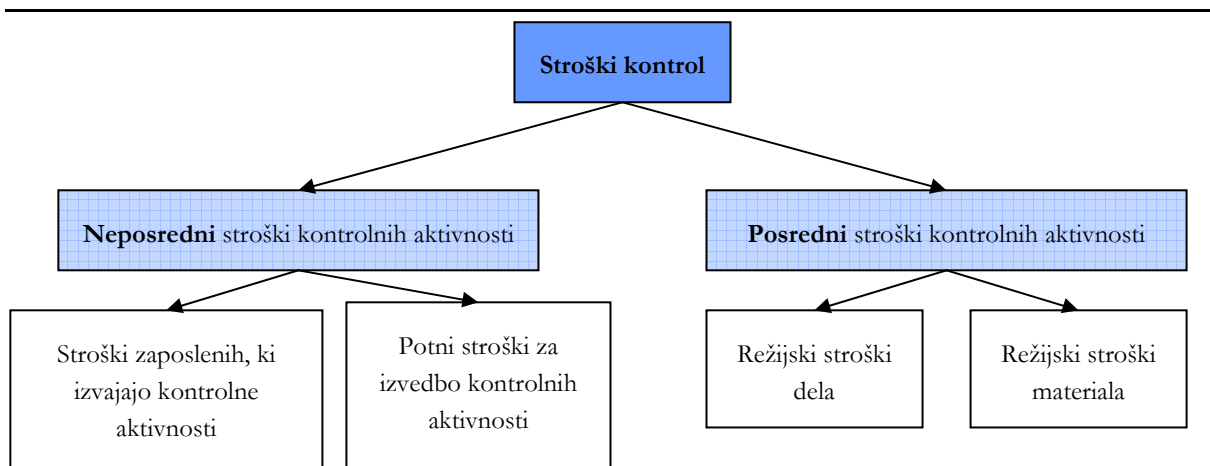 Stroški kontrol
Neposredni stroški kontrolnih aktivnosti
Posredni stroški kontrolnih aktivnosti
Stroški zaposlenih, ki
izvajajo kontrolne
aktivnosti
Potni stroški za
izvedbo kontrolnih
aktivnosti
Režijski stroški
dela
Režijski stroški
materiala